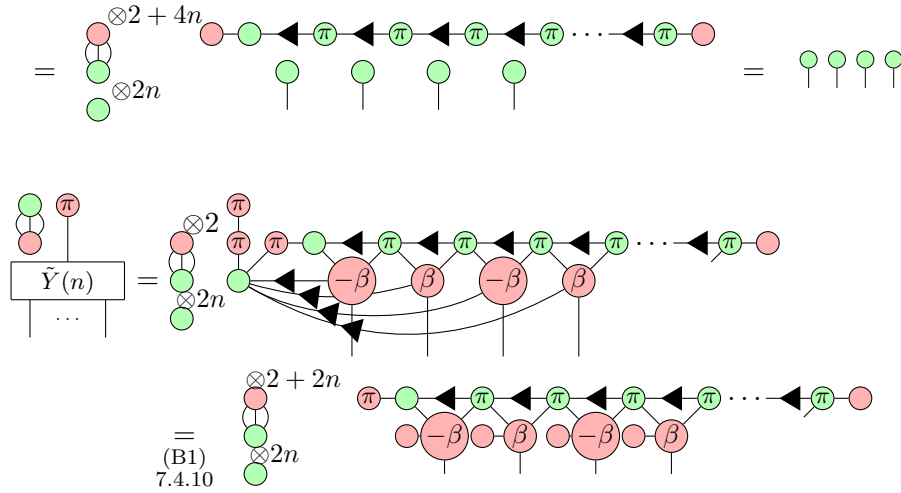 ⊗2 + 4n
π π π π · · · π
= ⊗2n =
π π
⊗2
π π π π π π · · · π
Ỹ(n) = −β β −β β
⊗2n
· · ·
⊗2 + 2n
π π π π π · · · π
= −β β −β β
(B1) ⊗2n
7.4.10